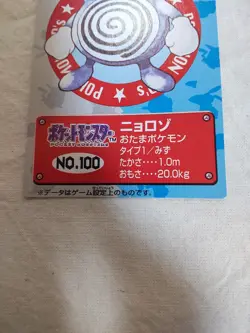 POKÉMON
ポケットモンスター TM
POCKET MONSTERS
NO.100
ニョロゾ
おたまポケモン
タイプ1/みず
たかさ‥‥1.0m
おもさ‥‥20.0kg
*データはゲーム設定上のものです。